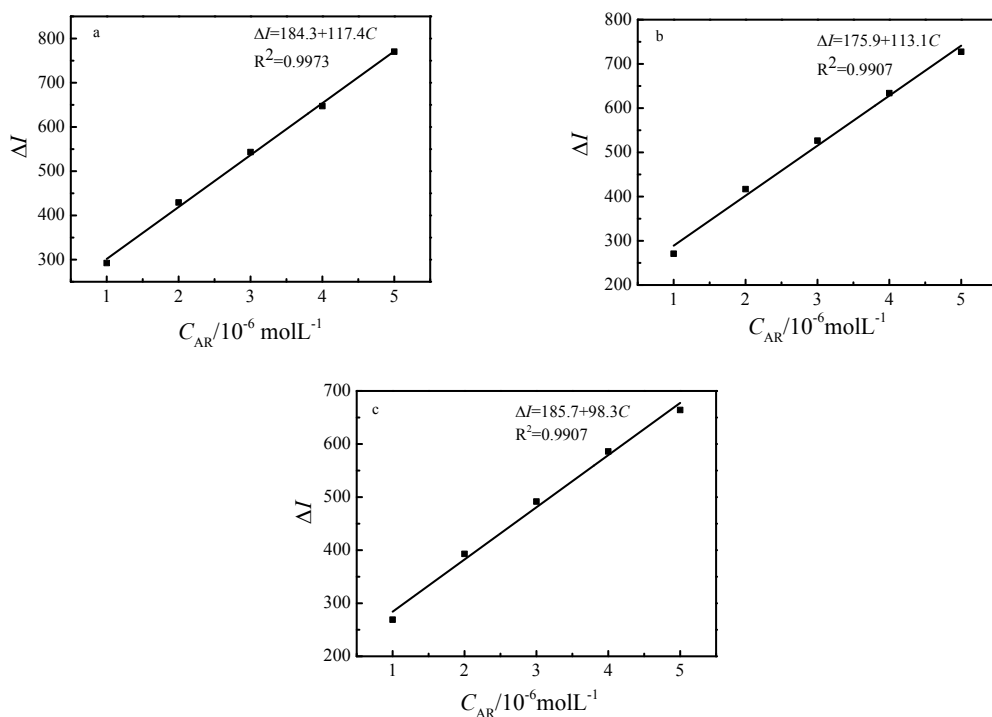 a
ΔI=184.3+117.4C
R²=0.9973
800
700
600
500
400
300
ΔI
1 2 3 4 5
C_AR/10⁻⁶ molL⁻¹
b
ΔI=175.9+113.1C
R²=0.9907
800
700
600
500
400
300
200
ΔI
1 2 3 4 5
C_AR/10⁻⁶ molL⁻¹
c
ΔI=185.7+98.3C
R²=0.9907
700
600
500
400
300
200
ΔI
1 2 3 4 5
C_AR/10⁻⁶molL⁻¹